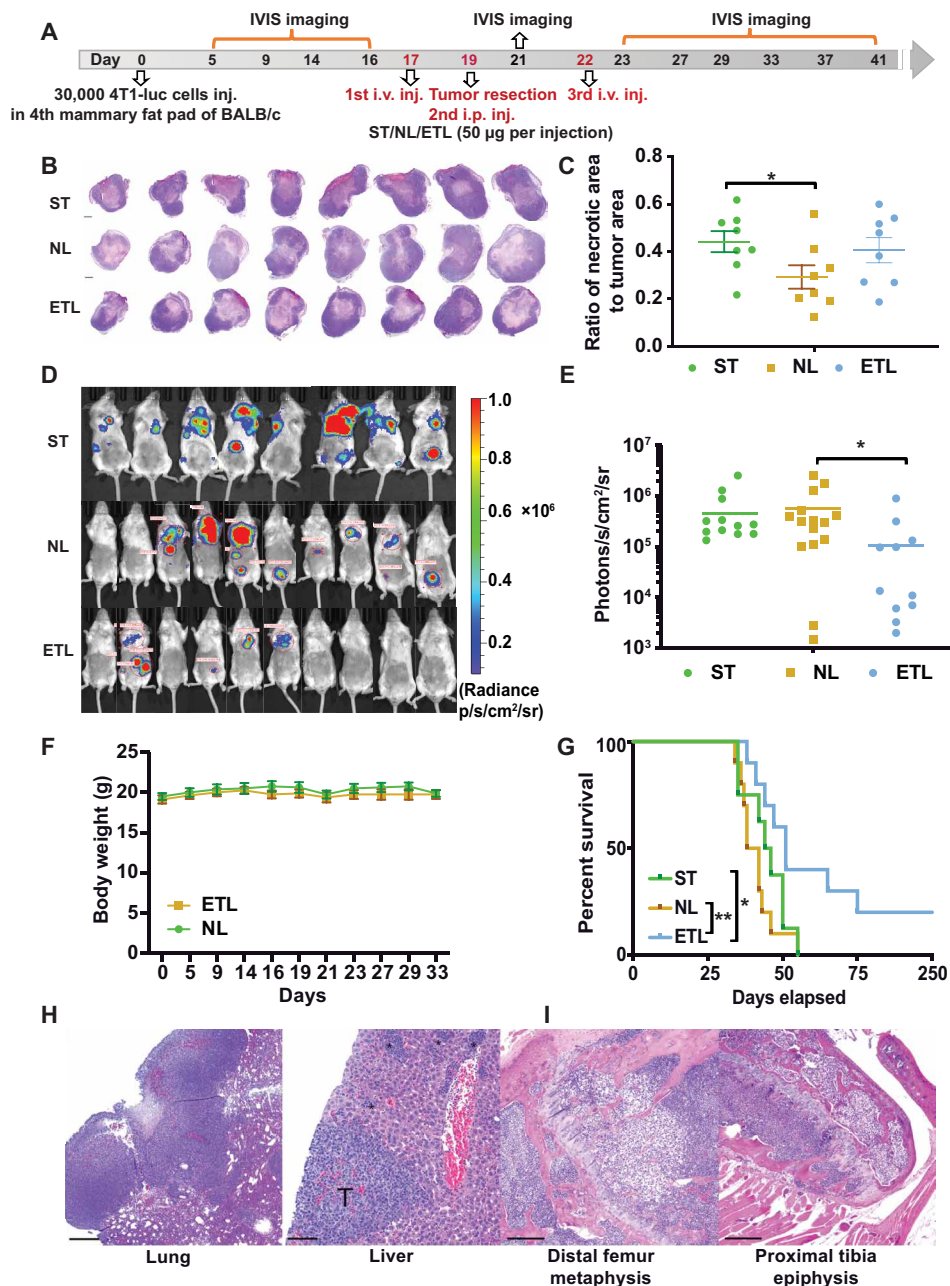 A
IVIS imaging IVIS imaging IVIS imaging
Day 0 5 9 14 16 17 19 21 22 23 27 29 33 37 41
30,000 4T1-luc cells inj.
in 4th mammary fat pad of BALB/c
1st i.v. inj. Tumor resection 3rd i.v. inj.
2nd i.p. inj.
ST/NL/ETL (50 µg per injection)
B
ST
NL
ETL
C
Ratio of necrotic area
to tumor area
0.8
0.6
0.4
0.2
0.0
*
ST NL ETL
D
ST
NL
ETL
1.0
0.8
0.6
0.4
0.2
×10⁶
(Radiance
p/s/cm²/sr)
E
Photons/s/cm²/sr
10⁷
10⁶
10⁵
10⁴
10³
*
ST NL ETL
F
Body weight (g)
25
20
15
10
5
0
ETL
NL
0 5 9 14 16 19 21 23 27 29 33
Days
G
Percent survival
100
50
0
ST
NL
ETL
** *
0 25 50 75 250
Days elapsed
H
T
* * *
Lung Liver
I
Distal femur
metaphysis
Proximal tibia
epiphysis